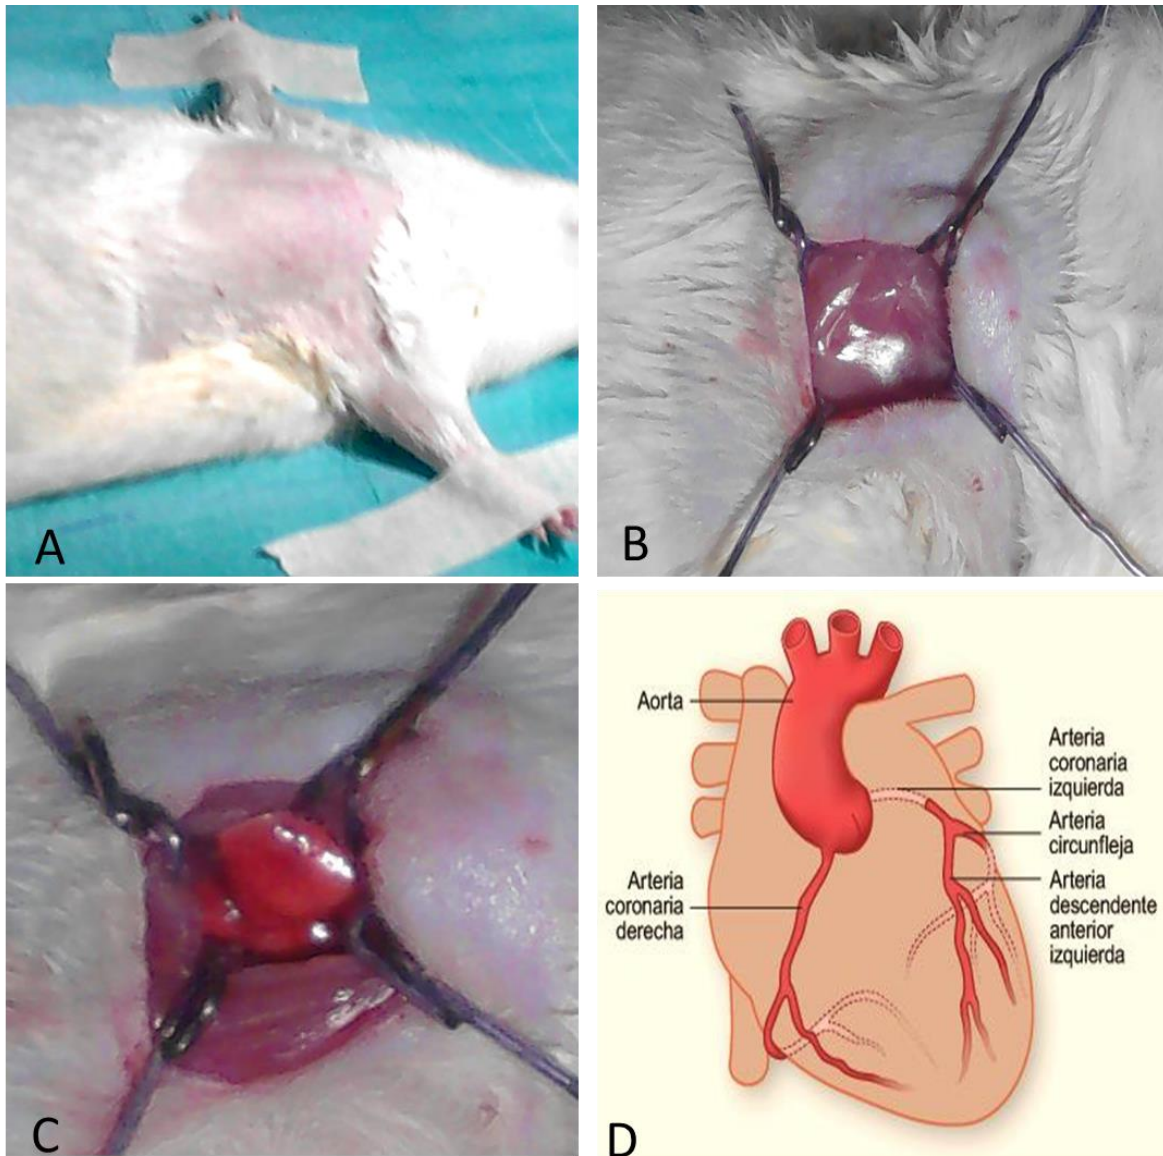 A
B
C
Aorta
Arteria
coronaria
izquierda
Arteria
circunfleja
Arteria
descendente
anterior
izquierda
Arteria
coronaria
derecha
D